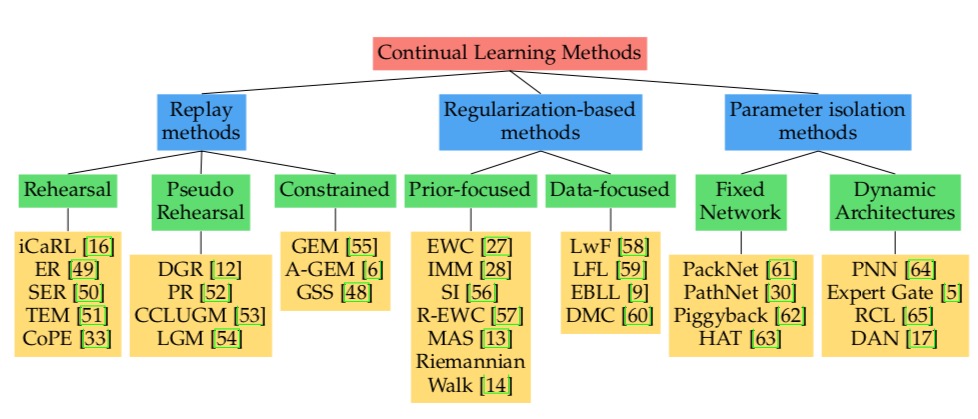 Continual Learning Methods
Replay
methods
Regularization-based
methods
Parameter isolation
methods
Rehearsal
Pseudo
Rehearsal
Constrained
Prior-focused
Data-focused
Fixed
Network
Dynamic
Architectures
iCaRL [16]
ER [49]
SER [50]
TEM [51]
CoPE [33]
DGR [12]
PR [52]
CCLUGM [53]
LGM [54]
GEM [55]
A-GEM [6]
GSS [48]
EWC [27]
IMM [28]
SI [56]
R-EWC [57]
MAS [13]
Riemannian
Walk [14]
LwF [58]
LFL [59]
EBLL [9]
DMC [60]
PackNet [61]
PathNet [30]
Piggyback [62]
HAT [63]
PNN [64]
Expert Gate [5]
RCL [65]
DAN [17]